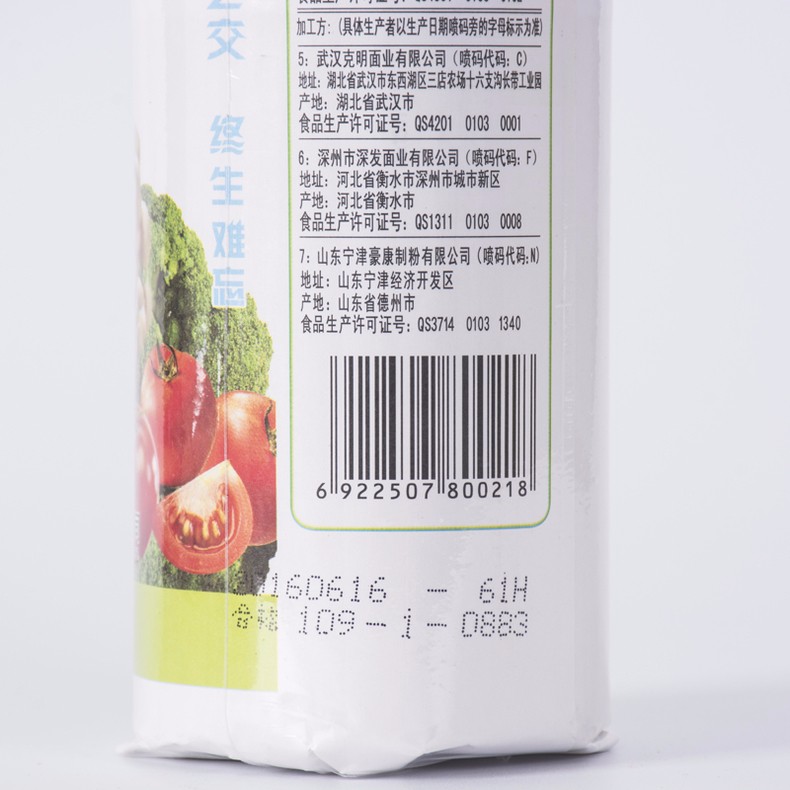 交
终生难忘
加工方:(具体生产者以生产日期喷码旁的字母标示为准)
5: 武汉克明面业有限公司(喷码代码: C)
地址: 湖北省武汉市东西湖区三店农场十六支沟长带工业园
产地: 湖北省武汉市
食品生产许可证号: QS4201 0103 0001
6: 深州市深发面业有限公司(喷码代码: F)
地址: 河北省衡水市深州市城市新区
产地: 河北省衡水市
食品生产许可证号: QS1311 0103 0008
7: 山东宁津豪康制粉有限公司(喷码代码:N)
地址: 山东宁津经济开发区
产地: 山东省德州市
食品生产许可证号: QS3714 0103 1340
6 922507 800218
160616 - 61H
合格 109-1-0883